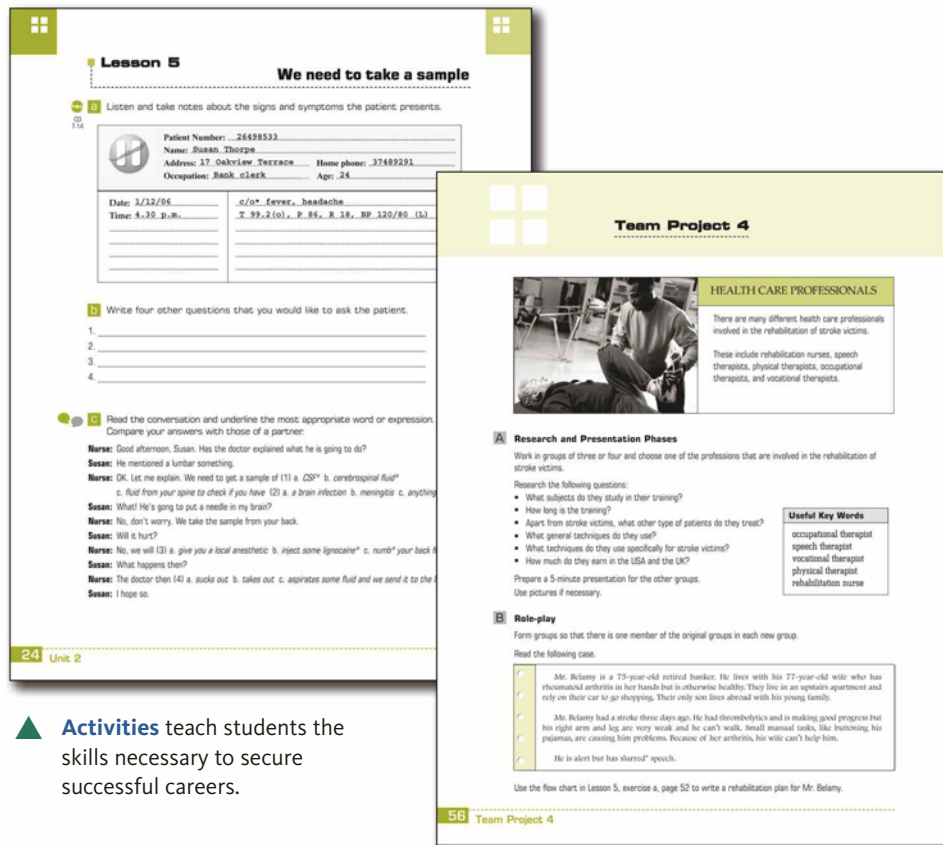 Lesson 5
We need to take a sample
CD
1-14
a Listen and take notes about the signs and symptoms the patient presents.
Patient Number: 26498533
Name: Susan Thorpe
Address: 17 Oakview Terrace Home phone: 37489291
Occupation: Bank clerk Age: 24
Date: 1/12/06 c/o* fever, headache
Time: 4.30 p.m. T 99.2(o), P 86, R 18, BP 120/80 (L)
b Write four other questions that you would like to ask the patient.
1.
2.
3.
4.
c Read the conversation and underline the most appropriate word or expression.
Compare your answers with those of a partner.
Nurse: Good afternoon, Susan. Has the doctor explained what he is going to do?
Susan: He mentioned a lumbar something.
Nurse: OK. Let me explain. We need to get a sample of (1) a. CSF* b. cerebrospinal fluid*
c. fluid from your spine to check if you have (2) a. a brain infection b. meningitis c. anything
Susan: What! He's gong to put a needle in my brain?
Nurse: No, don't worry. We take the sample from your back.
Susan: Will it hurt?
Nurse: No, we will (3) a. give you a local anesthetic b. inject some lignocaine* c. numb* your back
Susan: What happens then?
Nurse: The doctor then (4) a. sucks out b. takes out c. aspirates some fluid and we send it to the
Susan: I hope so.
24 Unit 2
Activities teach students the
skills necessary to secure
successful careers.
Team Project 4
HEALTH CARE PROFESSIONALS
There are many different health care professionals
involved in the rehabilitation of stroke victims.
These include rehabilitation nurses, speech
therapists, physical therapists, occupational
therapists, and vocational therapists.
A Research and Presentation Phases
Work in groups of three or four and choose one of the professions that are involved in the rehabilitation of
stroke victims.
Research the following questions:
▪ What subjects do they study in their training?
▪ How long is the training?
▪ Apart from stroke victims, what other type of patients do they treat?
▪ What general techniques do they use?
▪ What techniques do they use specifically for stroke victims?
▪ How much do they earn in the USA and the UK?
Prepare a 5-minute presentation for the other groups.
Use pictures if necessary.
Useful Key Words
occupational therapist
speech therapist
vocational therapist
physical therapist
rehabilitation nurse
B Role-play
Form groups so that there is one member of the original groups in each new group.
Read the following case.
Mr. Belamy is a 75-year-old retired banker. He lives with his 77-year-old wife who has
rheumatoid arthritis in her hands but is otherwise healthy. They live in an upstairs apartment and
rely on their car to go shopping. Their only son lives abroad with his young family.
Mr. Belamy had a stroke three days ago. He had thrombolytics and is making good progress but
his right arm and leg are very weak and he can't walk. Small manual tasks, like buttoning his
pajamas, are causing him problems. Because of her arthritis, his wife can't help him.
He is alert but has slurred* speech.
Use the flow chart in Lesson 5, exercise a, page 52 to write a rehabilitation plan for Mr. Belamy.
56 Team Project 4